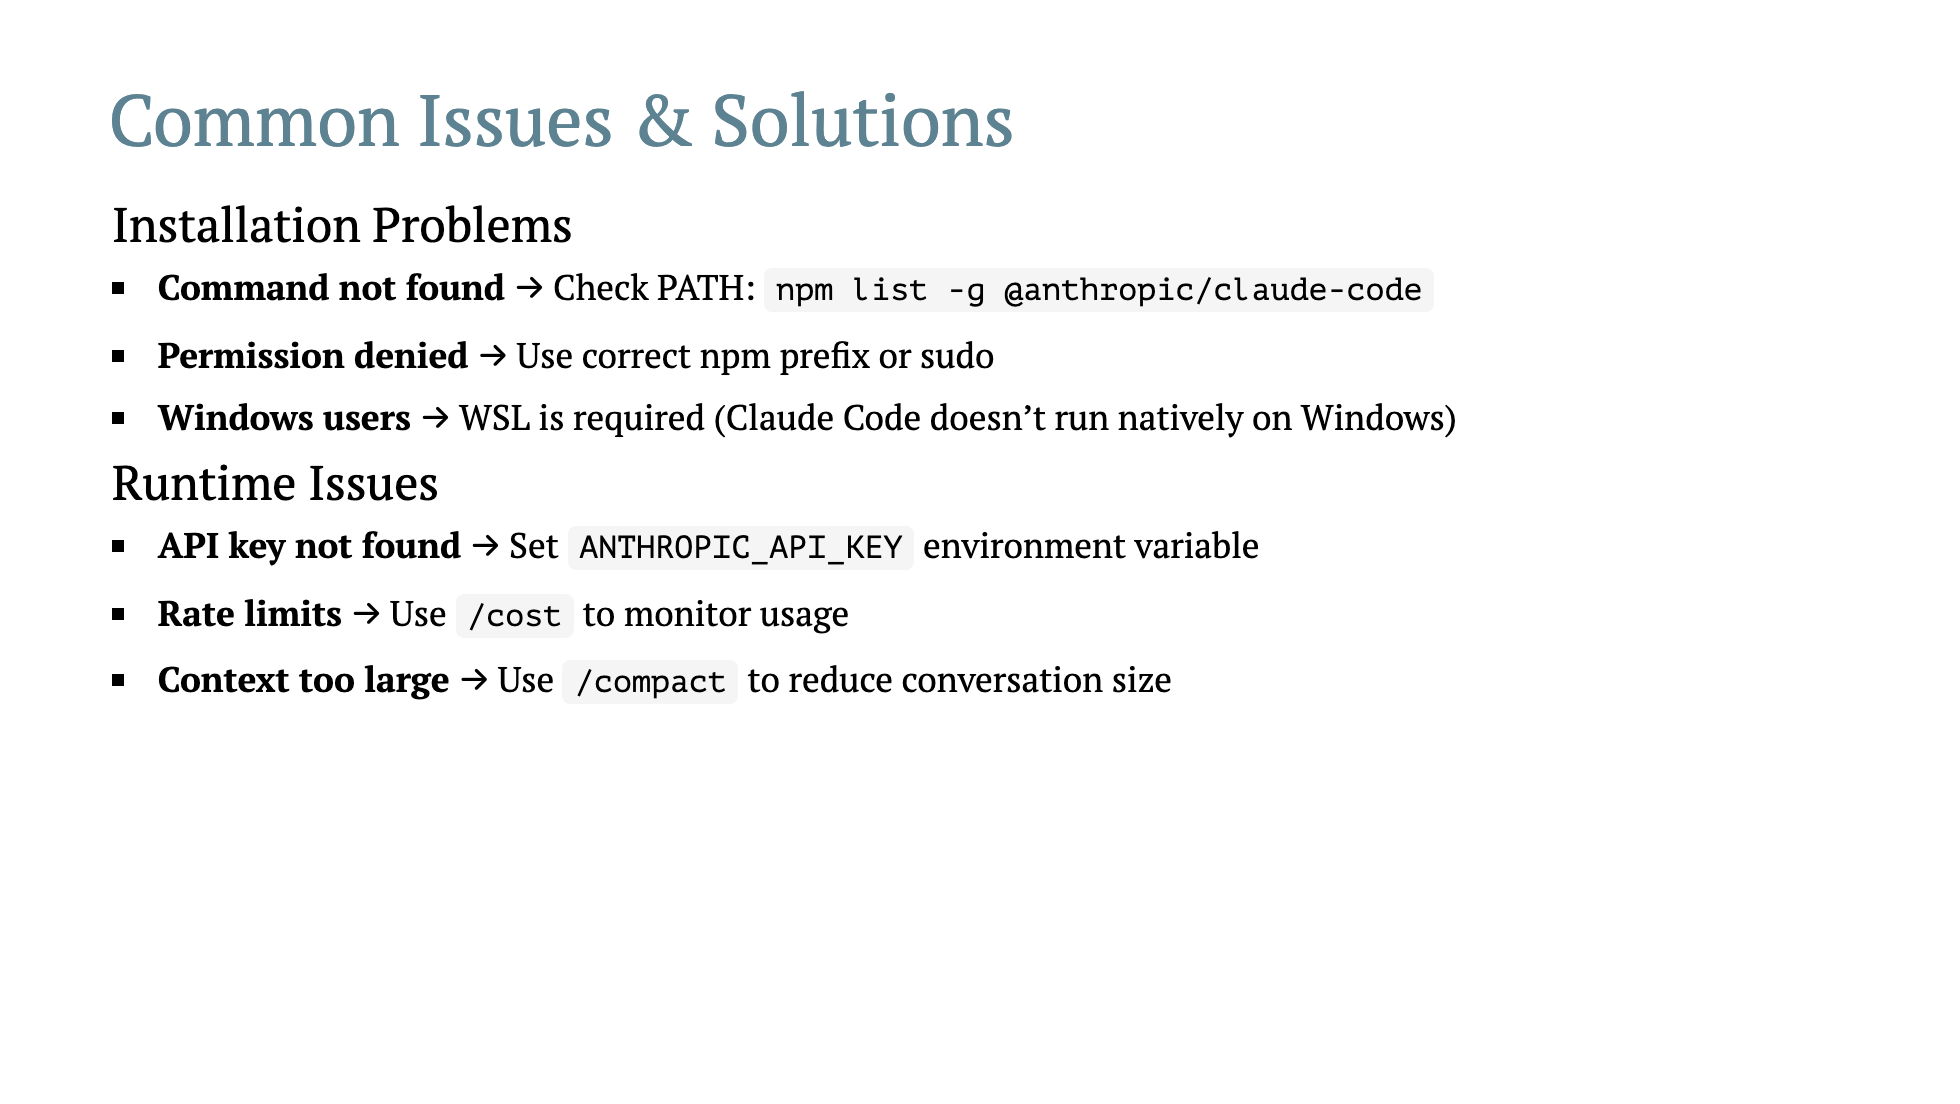 Common Issues & Solutions
Installation Problems
▪ Command not found → Check PATH: npm list -g @anthropic/claude-code
▪ Permission denied → Use correct npm prefix or sudo
▪ Windows users → WSL is required (Claude Code doesn’t run natively on Windows)
Runtime Issues
▪ API key not found → Set ANTHROPIC_API_KEY environment variable
▪ Rate limits → Use /cost to monitor usage
▪ Context too large → Use /compact to reduce conversation size